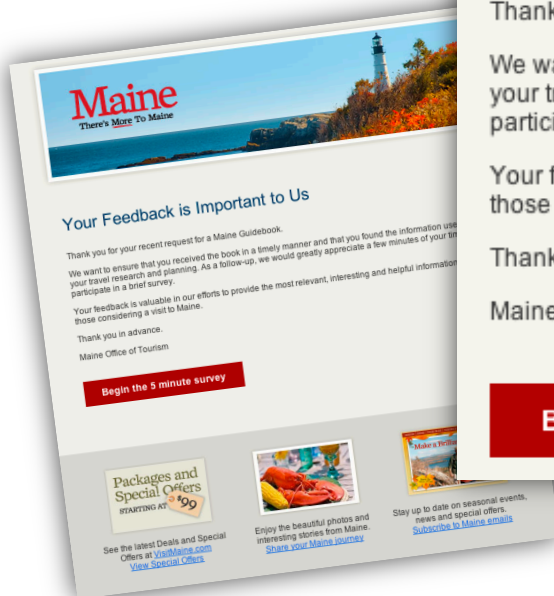 Maine
There's More To Maine
Your Feedback is Important to Us
Thank you for your recent request for a Maine Guidebook.
We want to ensure that you received the book in a timely manner and that you found the information
your travel research and planning. As a follow-up, we would greatly appreciate a few minutes of your
participate in a brief survey.
Your feedback is valuable in our efforts to provide the most relevant, interesting and helpful information
those considering a visit to Maine.
Thank you in advance.
Maine Office of Tourism
Begin the 5 minute survey
Packages and
Special Offers
STARTING AT $99
See the latest Deals and Special
Offers at VisitMaine.com
View Special Offers
Enjoy the beautiful photos and
interesting stories from Maine.
Share your Maine journey
Make a
Stay up to date on seasonal events,
news and special offers.
Subscribe to Maine emails
Thank
We
your
partici
Your
those
Thank
Maine